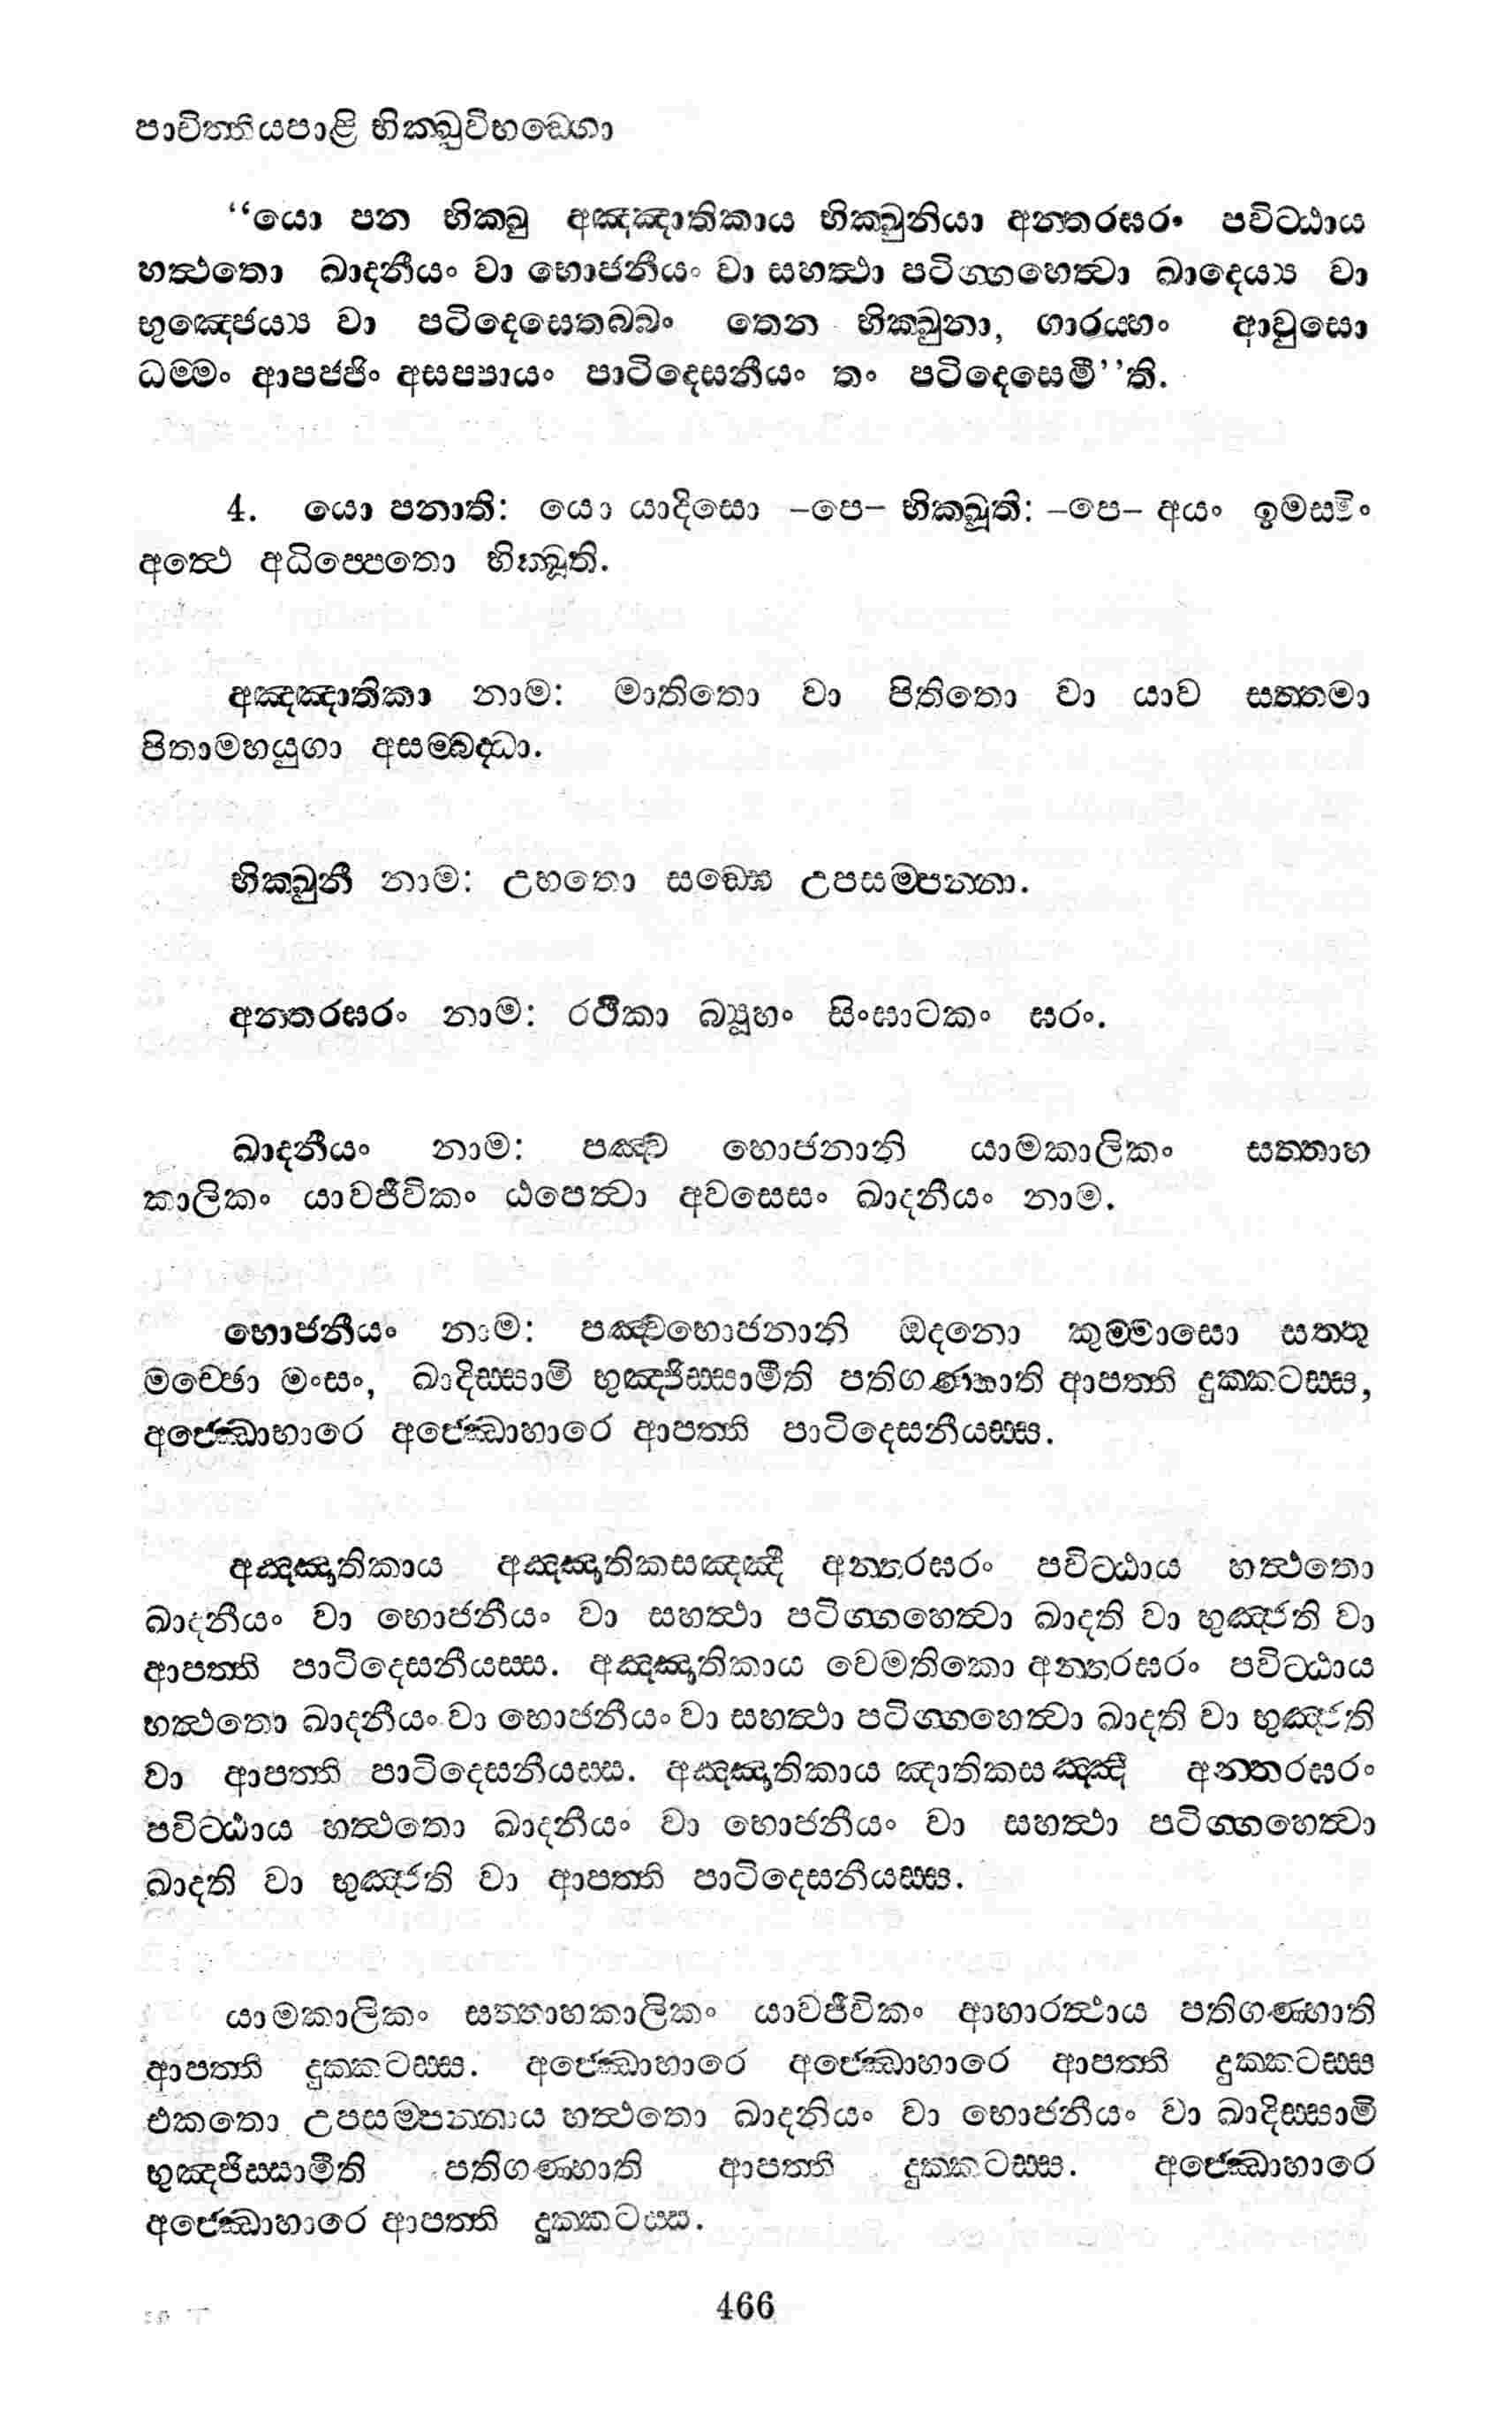 පාචිත්තියපාළි භික්ඛුවිභඞ්ගො
“යො පන භික්ඛු අඤ්ඤාතිකාය භික්ඛුනියා අන්තරඝරං පවිට්ඨාය
හත්ථතො ඛාදනීයං වා භොජනීයං වා සහත්ථා පටිග්ගහෙත්වා ඛාදෙය්‍ය වා
භුඤ්ජෙය්‍ය වා පටිදෙසෙතබ්බං තෙන භික්ඛුනා, ගාරය්හං ආවුසො
ධම්මං ආපජ්ජිං අසප්පායං පාටිදෙසනීයං තං පටිදෙසෙමී”ති.
4. යො පනාති: යො යාදිසො –පෙ– භික්ඛූති: –පෙ– අයං ඉමස්මිං
අත්ථෙ අධිප්පෙතො භික්ඛූති.
අඤ්ඤාතිකා නාම: මාතිතො වා පිතිතො වා යාව සත්තමා
පිතාමහයුගා අසම්බද්ධා.
භික්ඛුනී නාම: උභතො සඞ්ඝෙ උපසම්පන්නා.
අන්තරඝරං නාම: රථිකා බ්‍යූහං සිංඝාටකං ඝරං.
ඛාදනීයං නාම: පඤ්ච භොජනානි යාමකාලිකං සත්තාහ
කාලිකං යාවජීවිකං ඨපෙත්වා අවසෙසං ඛාදනීයං නාම.
භොජනීයං නාම: පඤ්චභොජනානි ඔදනො කුම්මාසො සත්තු
මච්ඡො මංසං, ඛාදිස්සාමි භුඤ්ජිස්සාමීති පතිගණ්හාති ආපත්ති දුක්කටස්ස,
අජ්ඣොහාරෙ අජ්ඣොහාරෙ ආපත්ති පාටිදෙසනීයස්ස.
අඤ්ඤාතිකාය අඤ්ඤාතිකසඤ්ඤී අන්තරඝරං පවිට්ඨාය හත්ථතො
ඛාදනීයං වා භොජනීයං වා සහත්ථා පටිග්ගහෙත්වා ඛාදති වා භුඤ්ජති වා
ආපත්ති පාටිදෙසනීයස්ස. අඤ්ඤාතිකාය වෙමතිකො අන්තරඝරං පවිට්ඨාය
හත්ථතො ඛාදනීයං වා භොජනීයං වා සහත්ථා පටිග්ගහෙත්වා ඛාදති වා භුඤ්ජති
වා ආපත්ති පාටිදෙසනීයස්ස. අඤ්ඤාතිකාය ඤාතිකසඤ්ඤී අන්තරඝරං
පවිට්ඨාය හත්ථතො ඛාදනීයං වා භොජනීයං වා සහත්ථා පටිග්ගහෙත්වා
ඛාදති වා භුඤ්ජති වා ආපත්ති පාටිදෙසනීයස්ස.
යාමකාලිකං සත්තාහකාලිකං යාවජීවිකං ආහාරත්ථාය පතිගණ්හාති
ආපත්ති දුක්කටස්ස. අජ්ඣොහාරෙ අජ්ඣොහාරෙ ආපත්ති දුක්කටස්ස
එකතො උපසම්පන්නාය හත්ථතො ඛාදනියං වා භොජනීයං වා ඛාදිස්සාමි
භුඤ්ජිස්සාමීති පතිගණ්හාති ආපත්ති දුක්කටස්ස. අජ්ඣොහාරෙ
අජ්ඣොහාරෙ ආපත්ති දුක්කටස්ස.
466